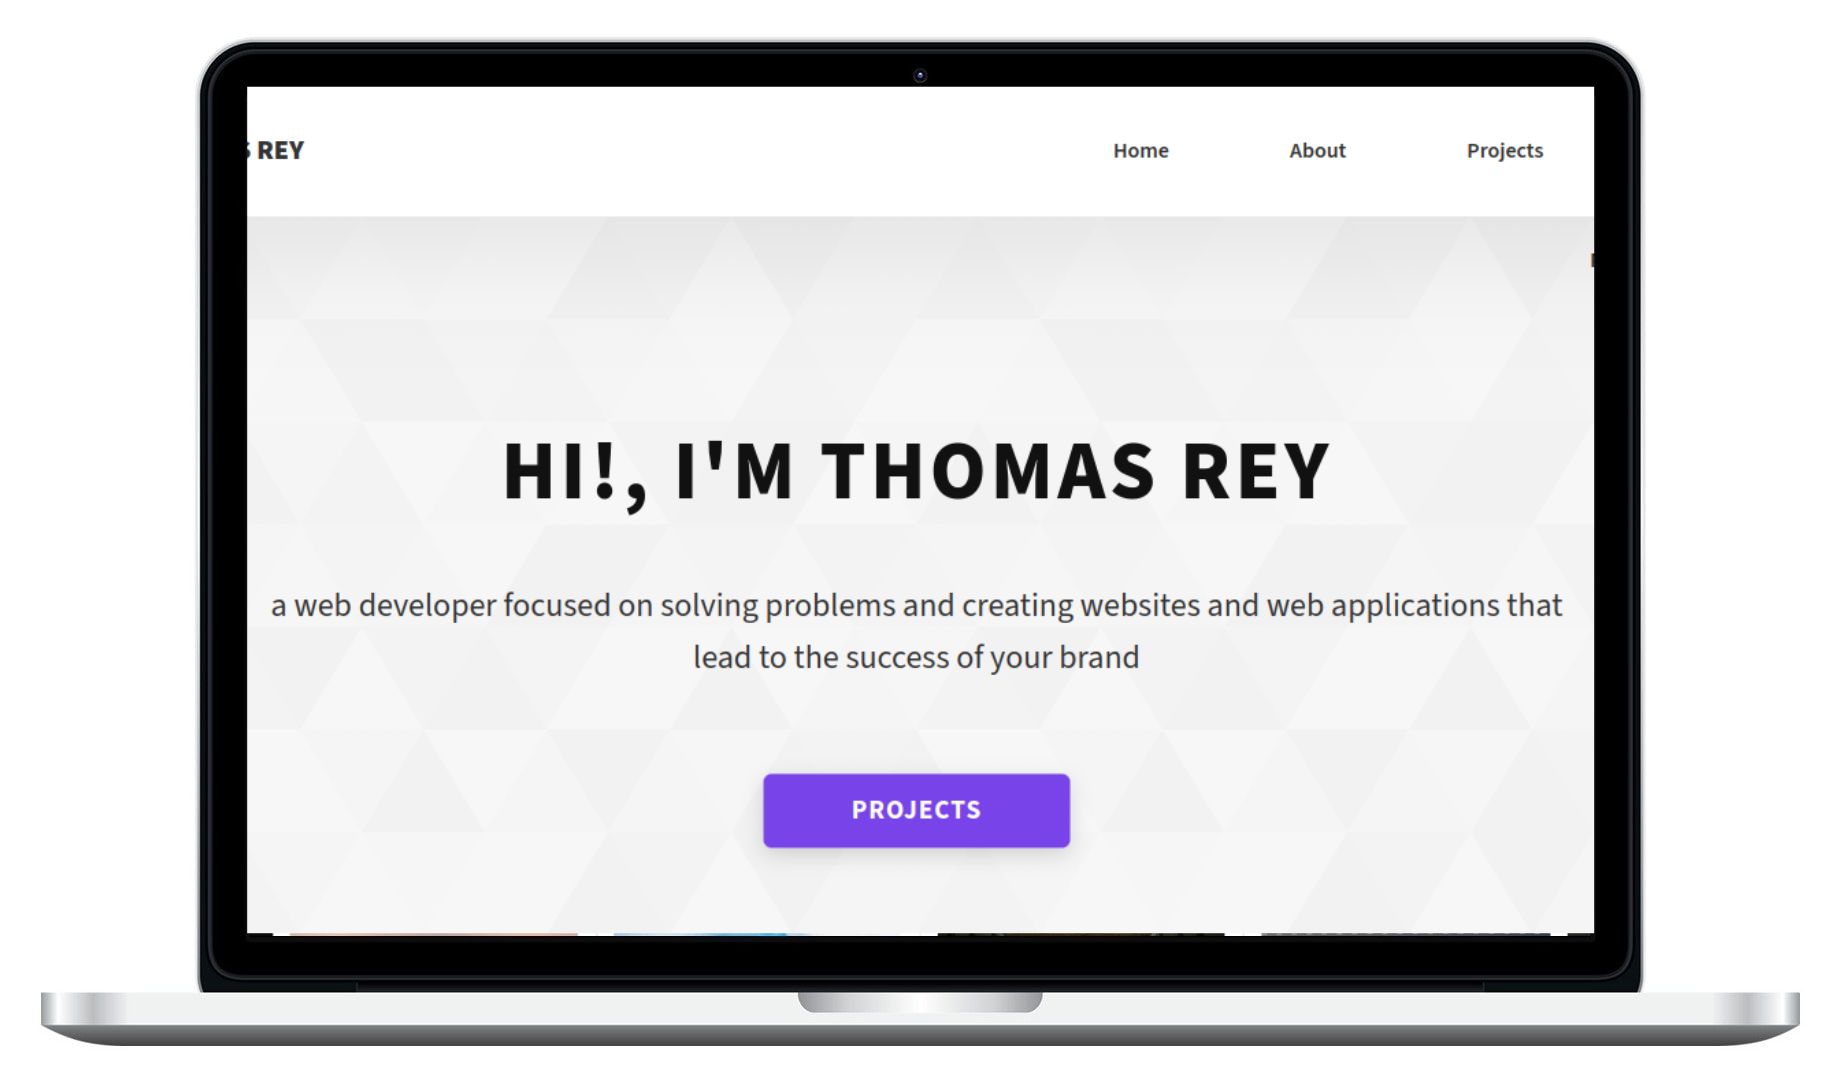 S REY
Home About Projects
HI!, I'M THOMAS REY
a web developer focused on solving problems and creating websites and web applications that
lead to the success of your brand
PROJECTS